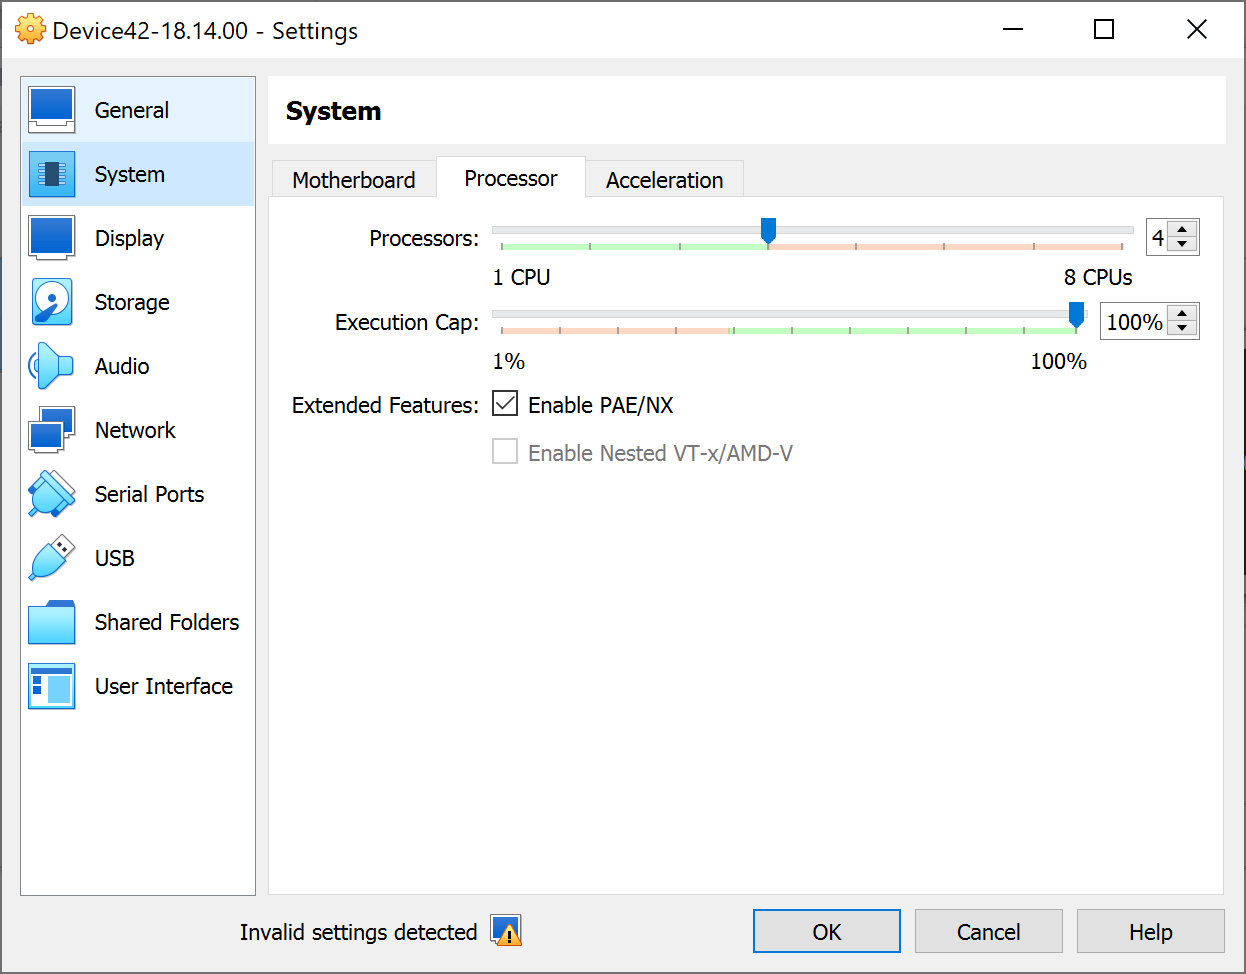 Device42-18.14.00 - Settings
General
System
Display
Storage
Audio
Network
Serial Ports
USB
Shared Folders
User Interface
System
Motherboard Processor Acceleration
Processors: 4
1 CPU 8 CPUs
Execution Cap: 100%
1% 100%
Extended Features: Enable PAE/NX
Enable Nested VT-x/AMD-V
Invalid settings detected OK Cancel Help